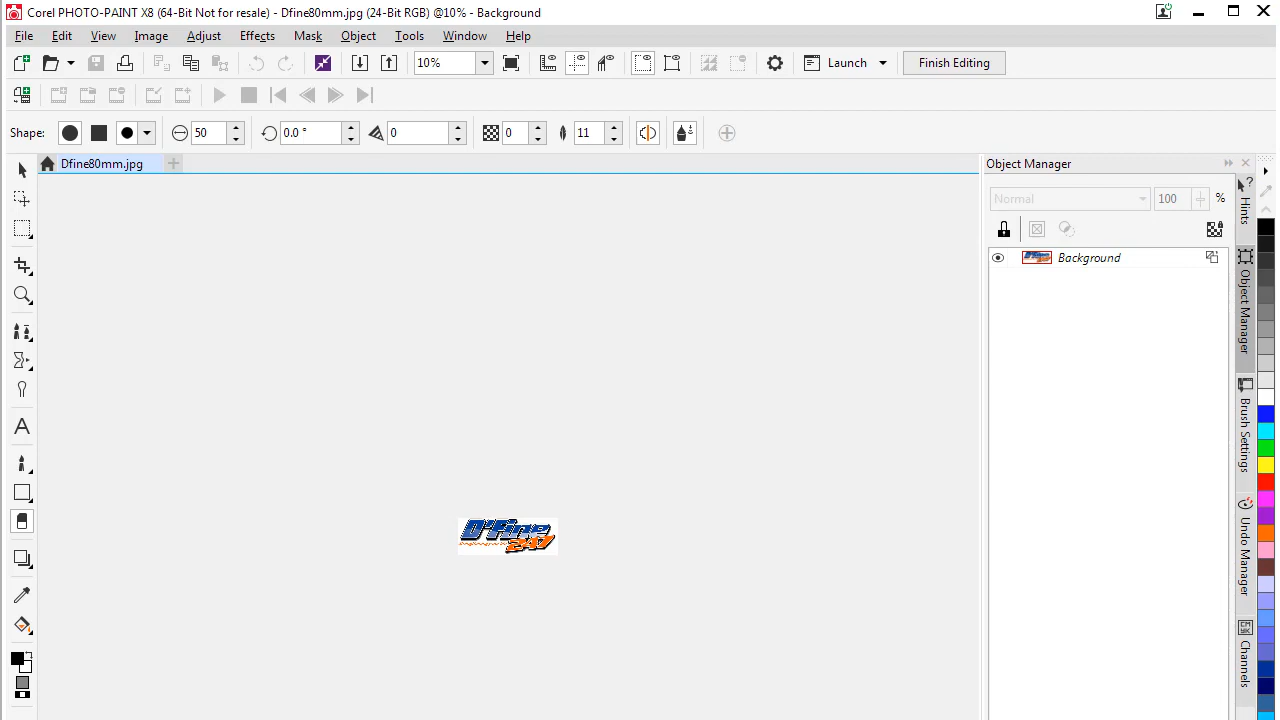 Corel PHOTO-PAINT X8 (64-Bit Not for resale) - Dfine80mm.jpg (24-Bit RGB) @10% - Background
File Edit View Image Adjust Effects Mask Object Tools Window Help
10% Launch Finish Editing
Shape: 50 0.0 ° 0 0 11
Dfine80mm.jpg
Object Manager
Normal 100 %
Background
Hints
Object Manager
Brush Settings
Undo Manager
Channels
D'Fine
247